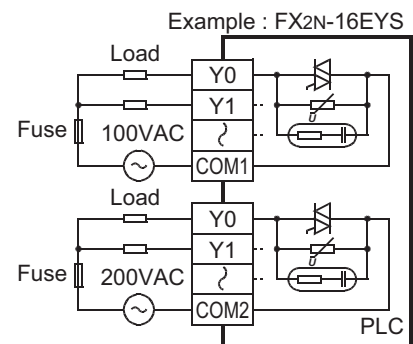 Example : FX2N-16EYS
Load
Y0
Y1
Fuse
100VAC
COM1
U
Load
Y0
Y1
Fuse
200VAC
COM2
U
PLC